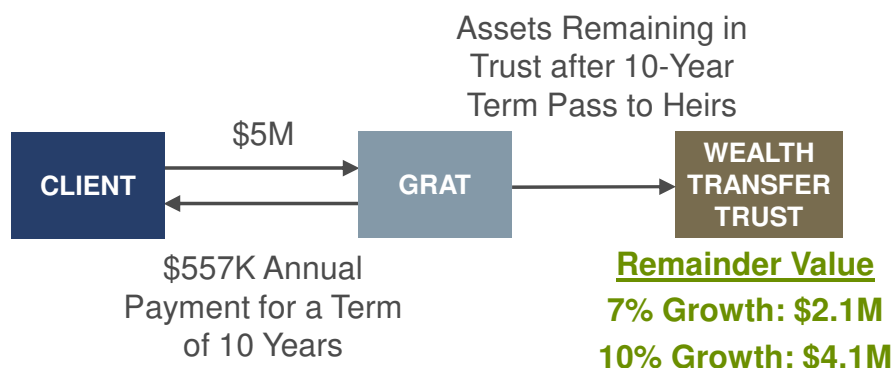 Assets Remaining in
Trust after 10-Year
Term Pass to Heirs
$5M
CLIENT
GRAT
WEALTH
TRANSFER
TRUST
$557K Annual
Payment for a Term
of 10 Years
Remainder Value
7% Growth: $2.1M
10% Growth: $4.1M